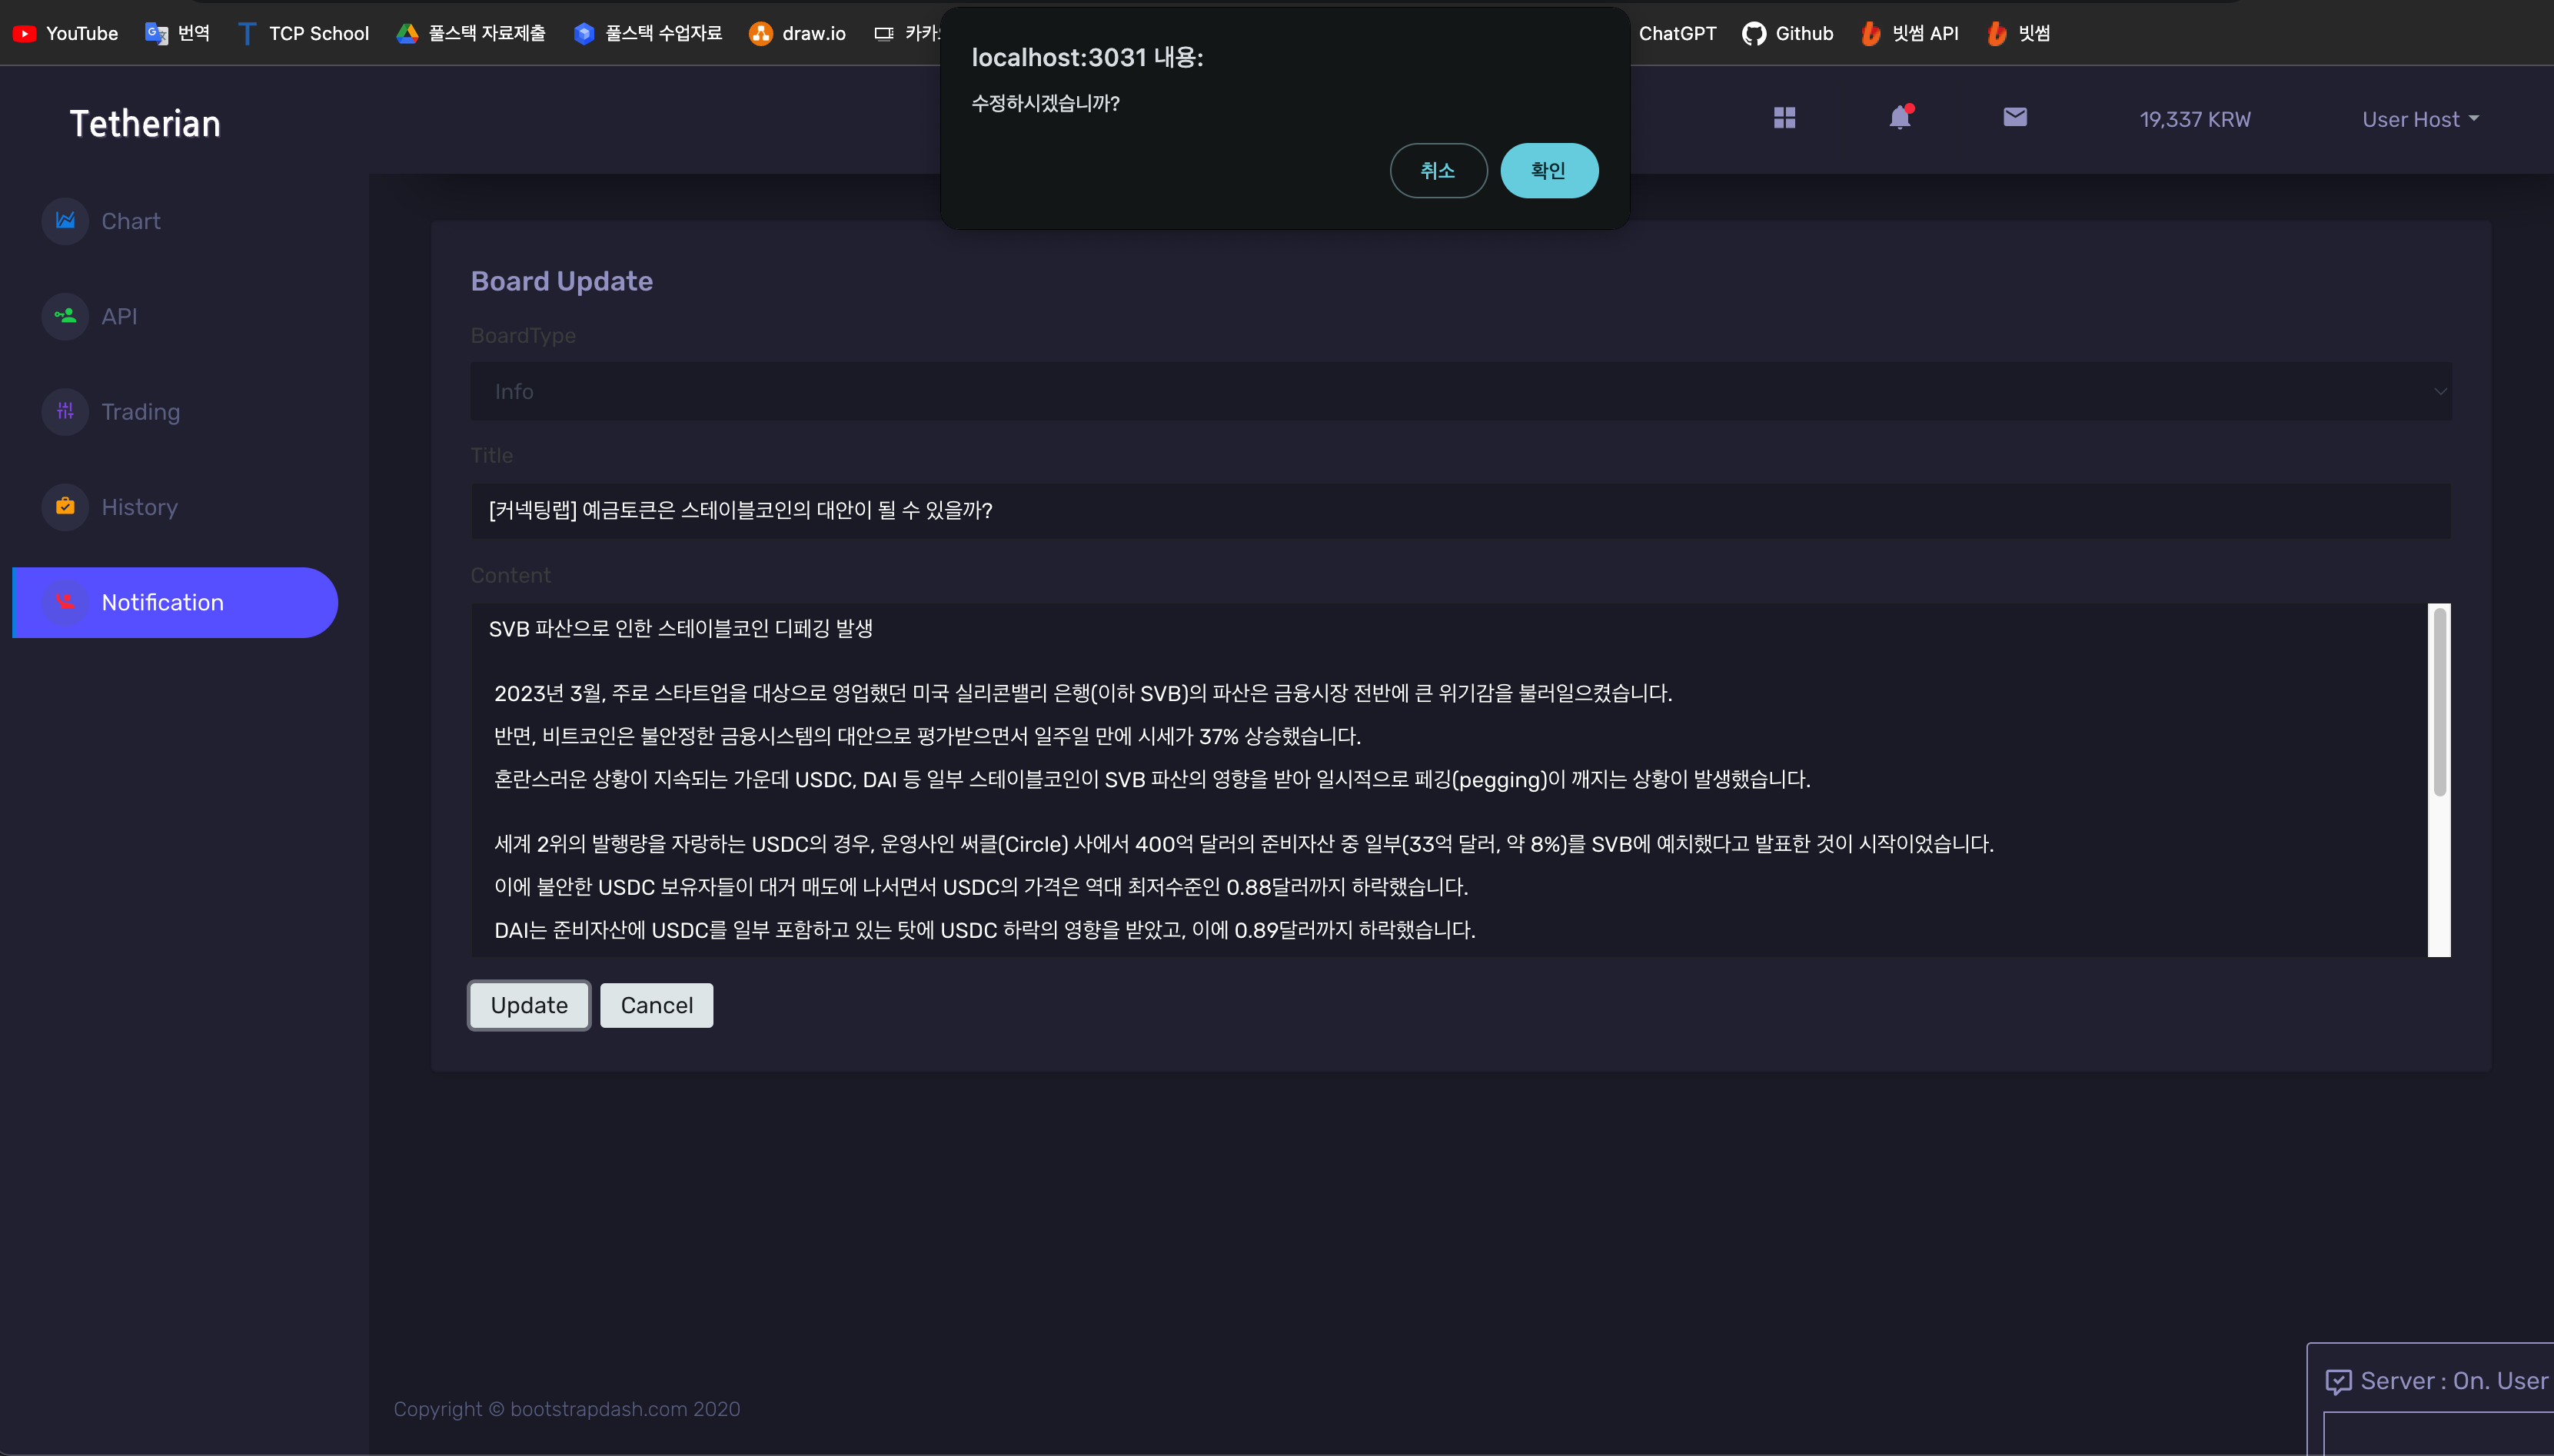 YouTube 번역 TCP School 풀스택 자료제출 풀스택 수업자료 draw.io ChatGPT Github 빗썸 API 빗썸
localhost:3031 내용:
수정하시겠습니까?
취소 확인
Tetherian
19,337 KRW User Host
Chart
API
Trading
History
Notification
Board Update
BoardType
Info
Title
[커넥팅랩] 예금토큰은 스테이블코인의 대안이 될 수 있을까?
Content
SVB 파산으로 인한 스테이블코인 디페깅 발생
2023년 3월, 주로 스타트업을 대상으로 영업했던 미국 실리콘밸리 은행(이하 SVB)의 파산은 금융시장 전반에 큰 위기감을 불러일으켰습니다.
반면, 비트코인은 불안정한 금융시스템의 대안으로 평가받으면서 일주일 만에 시세가 37% 상승했습니다.
혼란스러운 상황이 지속되는 가운데 USDC, DAI 등 일부 스테이블코인이 SVB 파산의 영향을 받아 일시적으로 페깅(pegging)이 깨지는 상황이 발생했습니다.
세계 2위의 발행량을 자랑하는 USDC의 경우, 운영사인 써클(Circle) 사에서 400억 달러의 준비자산 중 일부(33억 달러, 약 8%)를 SVB에 예치했다고 발표한 것이 시작이었습니다.
이에 불안한 USDC 보유자들이 대거 매도에 나서면서 USDC의 가격은 역대 최저수준인 0.88달러까지 하락했습니다.
DAI는 준비자산에 USDC를 일부 포함하고 있는 탓에 USDC 하락의 영향을 받았고, 이에 0.89달러까지 하락했습니다.
Update Cancel
Server : On. User
Copyright © bootstrapdash.com 2020